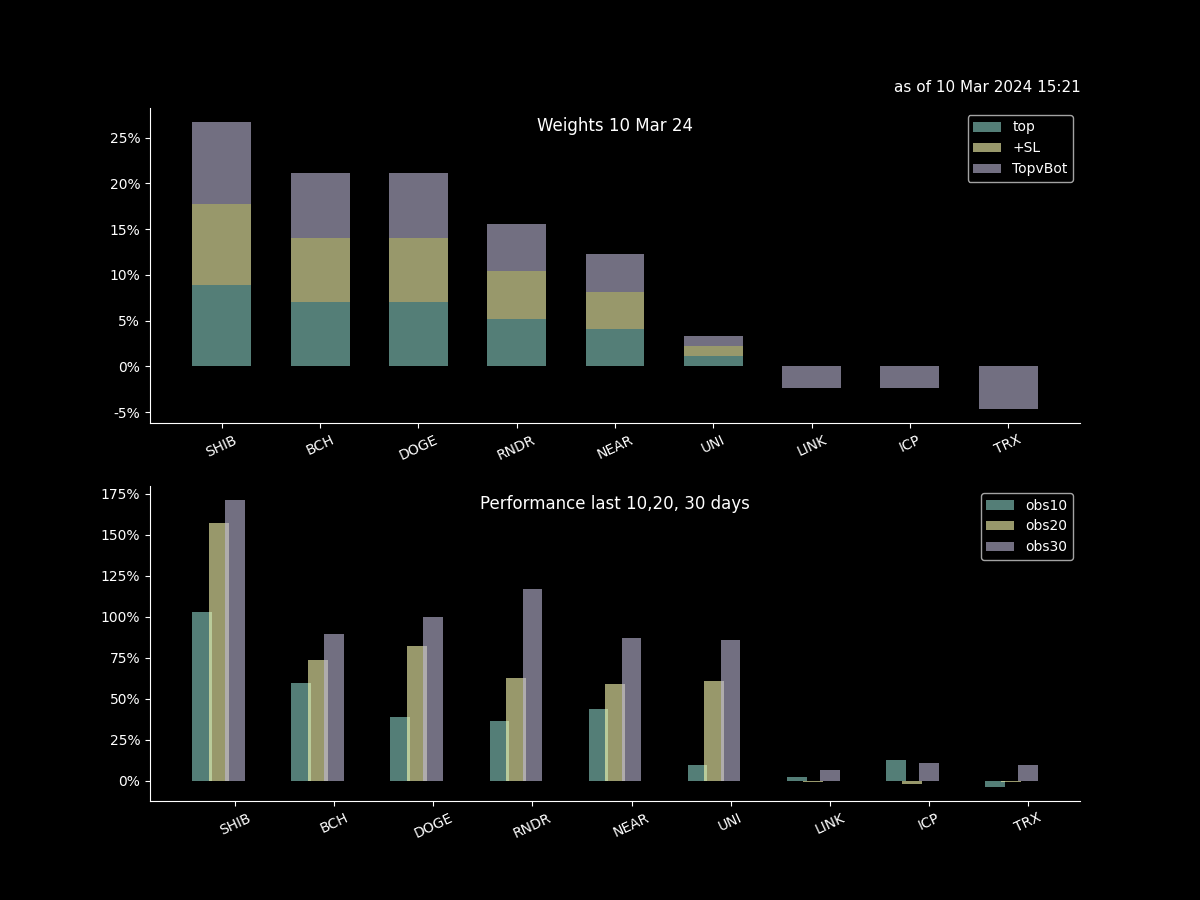 as of 10 Mar 2024 15:21
Weights 10 Mar 24
top
+SL
TopvBot
25%
20%
15%
10%
5%
0%
-5%
SHIB BCH DOGE RNDR NEAR UNI LINK ICP TRX
Performance last 10,20, 30 days
obs10
obs20
obs30
175%
150%
125%
100%
75%
50%
25%
0%
SHIB BCH DOGE RNDR NEAR UNI LINK ICP TRX